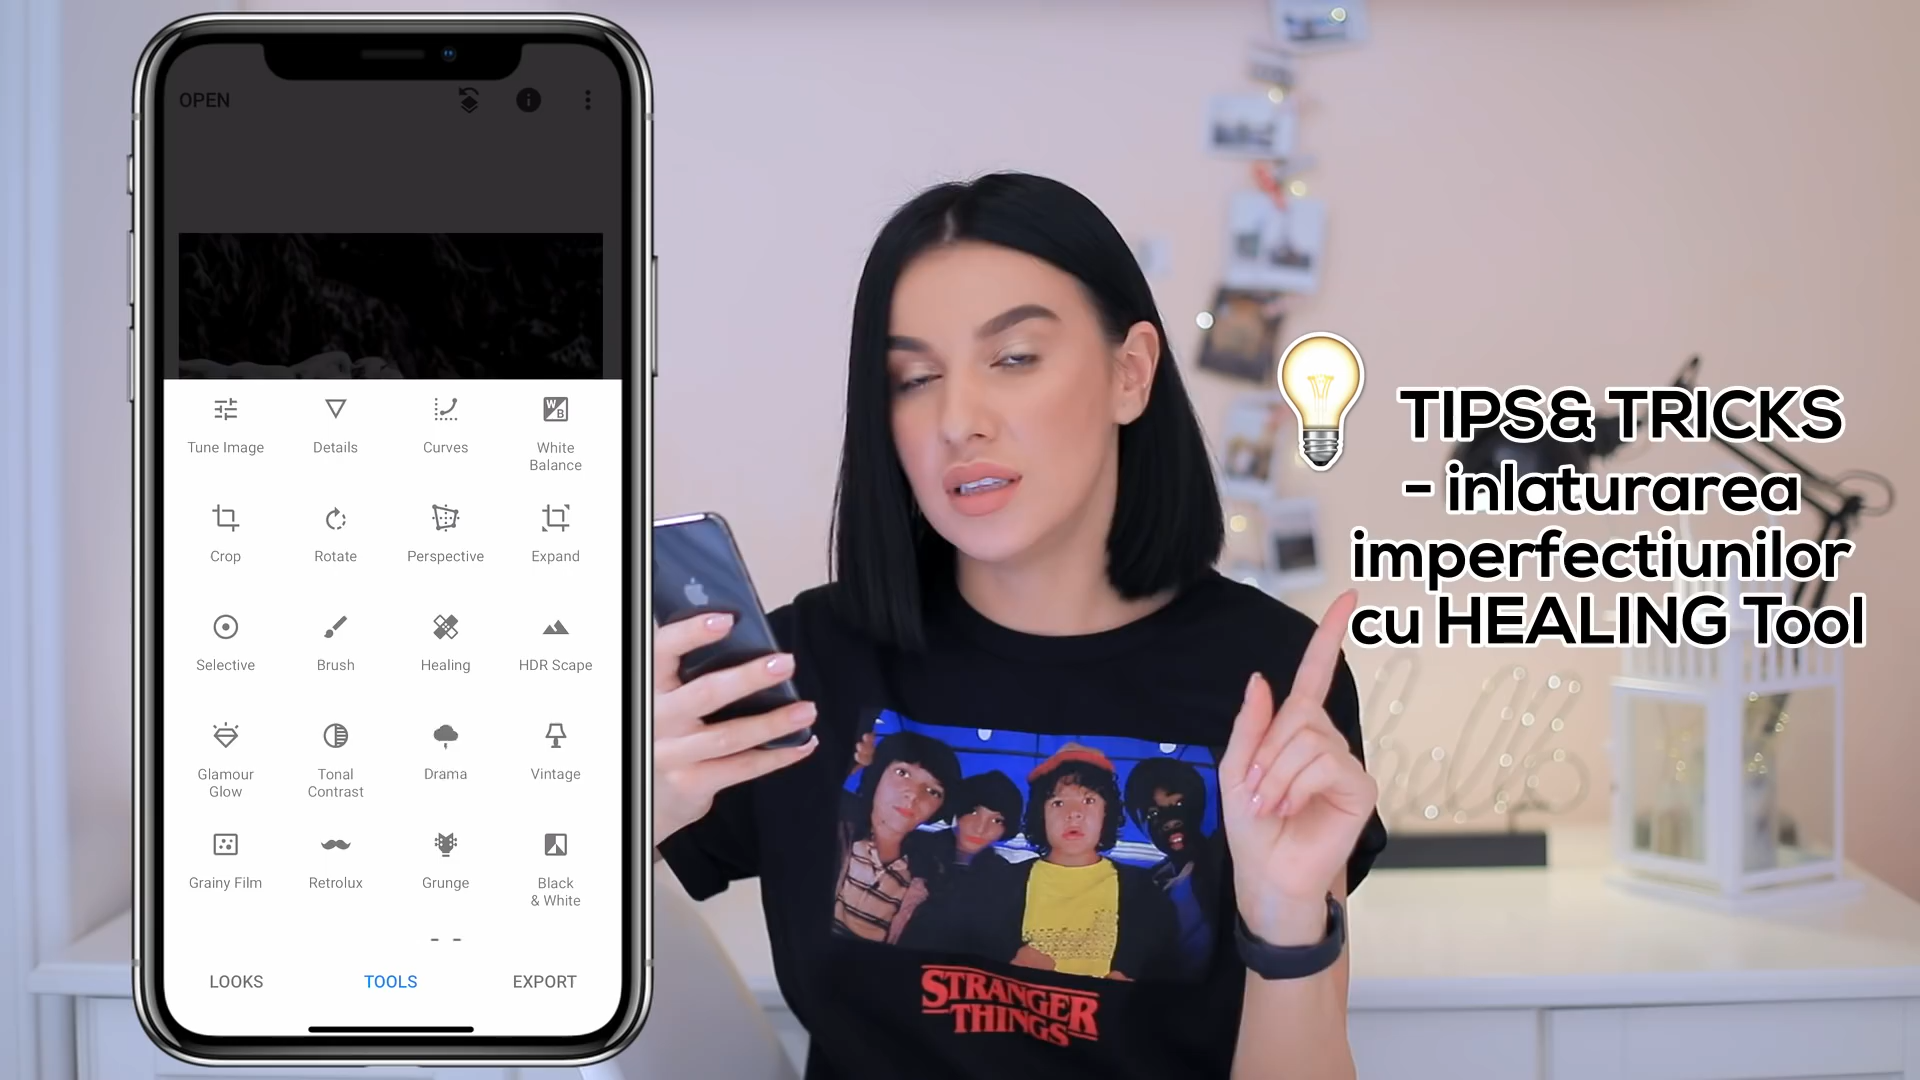 OPEN
Tune Image
Details
Curves
White
Balance
Crop
Rotate
Perspective
Expand
Selective
Brush
Healing
HDR Scape
Glamour
Glow
Tonal
Contrast
Drama
Vintage
Grainy Film
Retrolux
Grunge
Black
& White
LOOKS
TOOLS
EXPORT
TIPS& TRICKS
- inlaturarea
imperfectiunilor
cu HEALING Tool
hello
STRANGER
THINGS